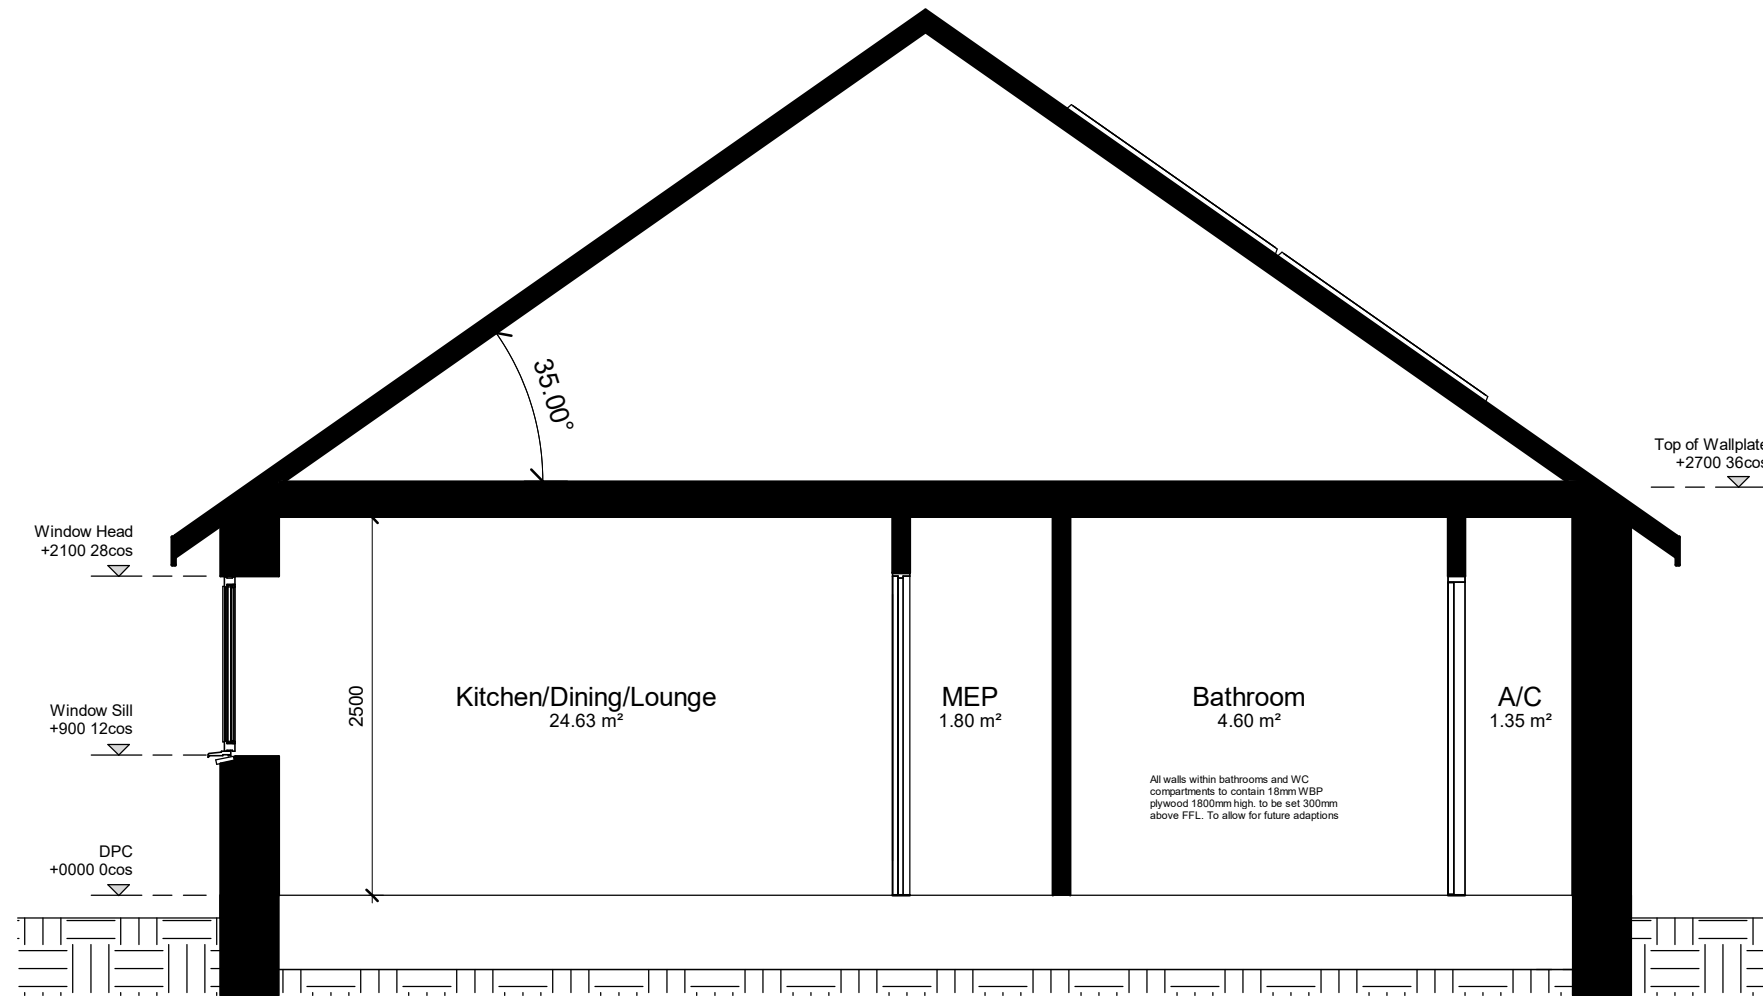 35.00°
Top of Wallplate
+2700 36cos
Window Head
+2100 28cos
Window Sill
+900 12cos
DPC
+0000 0cos
2500
Kitchen/Dining/Lounge
24.63 m²
MEP
1.80 m²
Bathroom
4.60 m²
A/C
1.35 m²
All walls within bathrooms and WC
compartments to contain 18mm WBP
plywood 1800mm high. to be set 300mm
above FFL. To allow for future adaptions